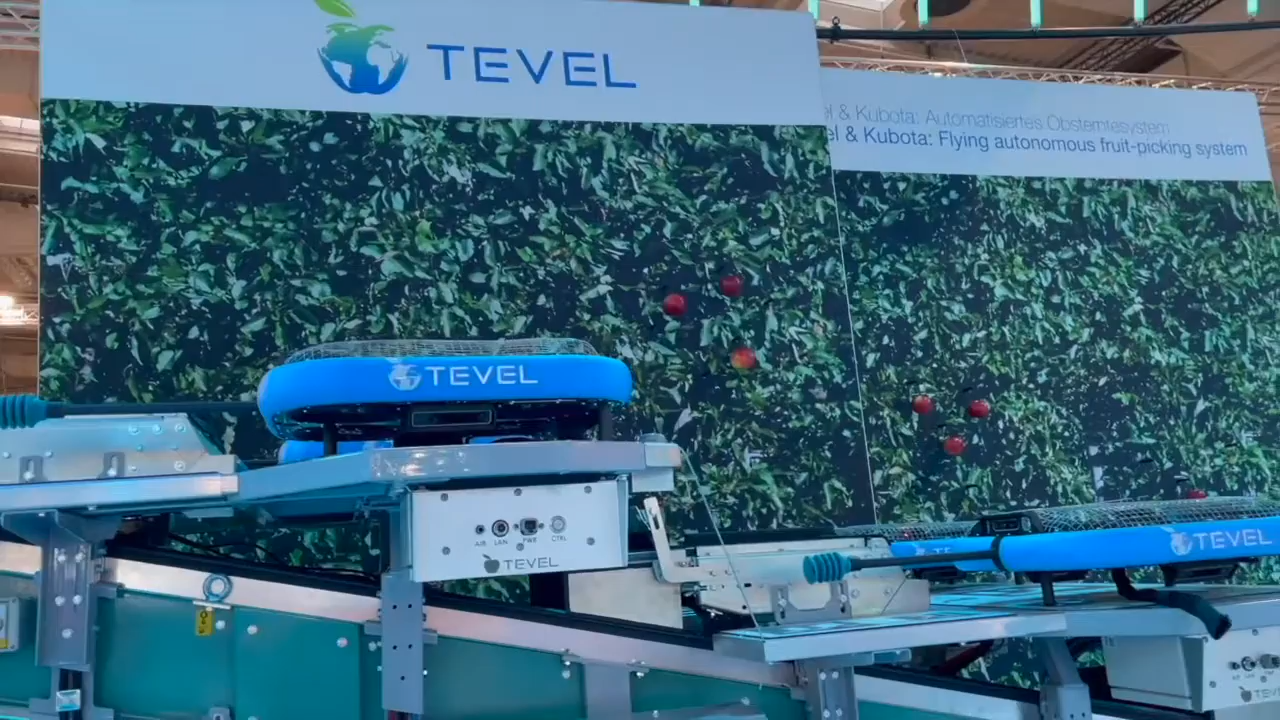 TEVEL
el & Kubota: Automatisiertes Obsterntesystem
el & Kubota: Flying autonomous fruit-picking system
TEVEL
AIR LAN PWR CTRL
TEVEL
TEVEL
TEVEL